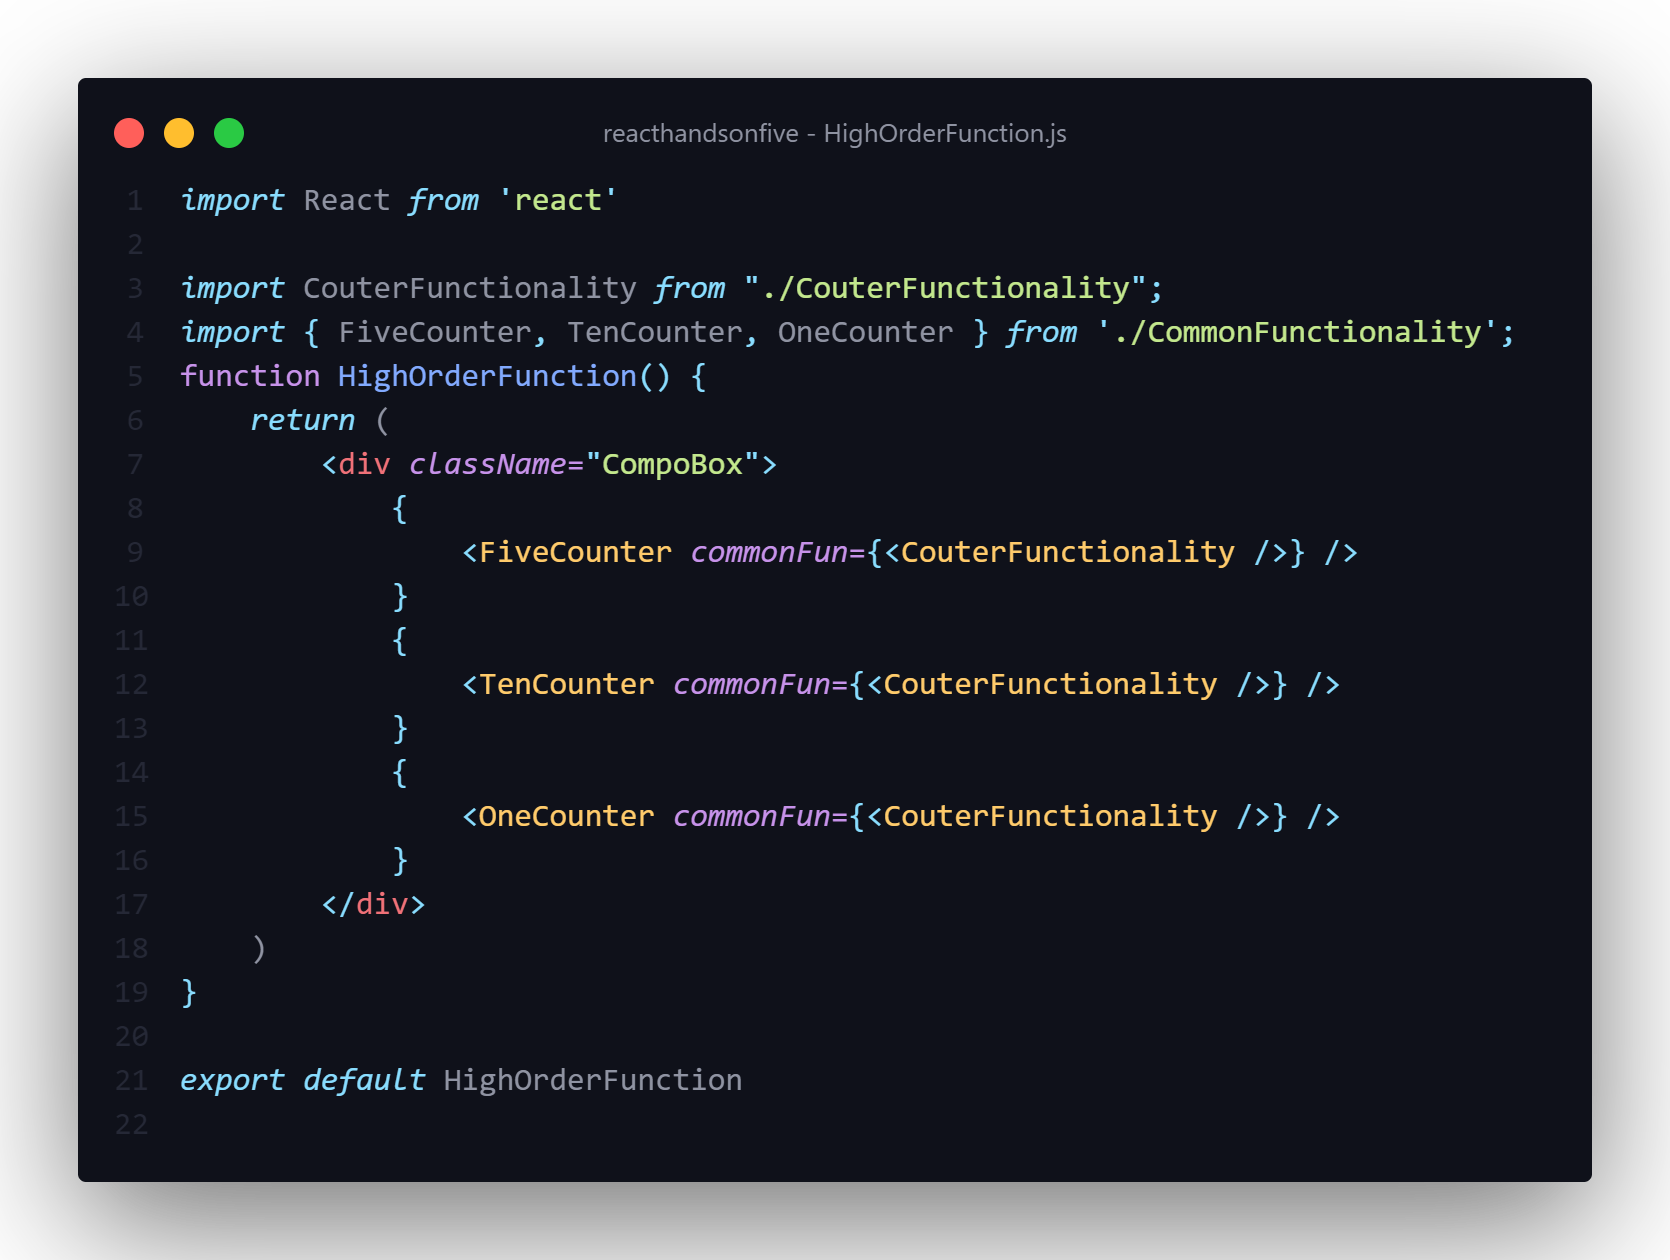 reacthandsonfive - HighOrderFunction.js
1 import React from 'react'
2
3 import CouterFunctionality from "./CouterFunctionality";
4 import { FiveCounter, TenCounter, OneCounter } from './CommonFunctionality';
5 function HighOrderFunction() {
6     return (
7         <div className="CompoBox">
8             {
9                 <FiveCounter commonFun={<CouterFunctionality />} />
10             }
11             {
12                 <TenCounter commonFun={<CouterFunctionality />} />
13             }
14             {
15                 <OneCounter commonFun={<CouterFunctionality />} />
16             }
17         </div>
18     )
19 }
20
21 export default HighOrderFunction
22